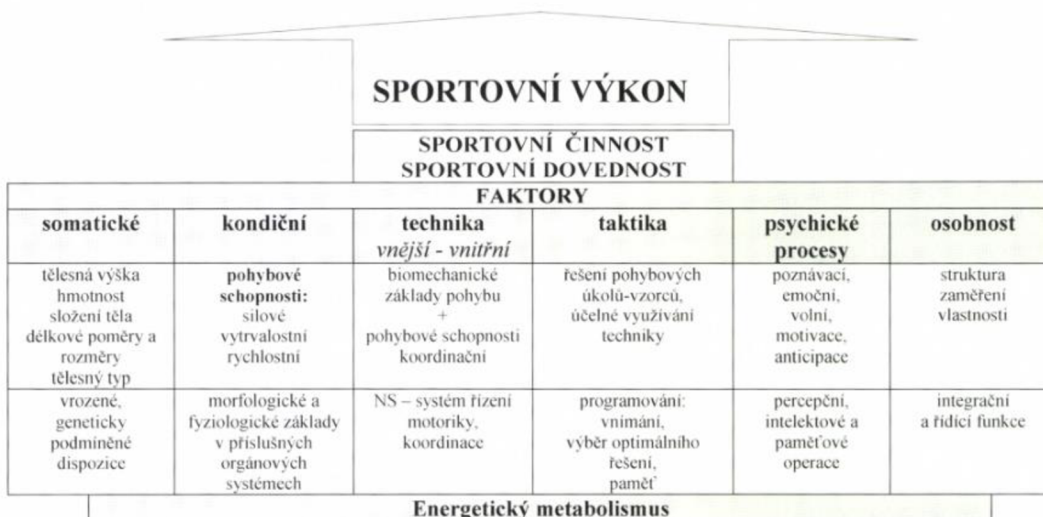 SPORTOVNÍ VÝKON
SPORTOVNÍ ČINNOST
SPORTOVNÍ DOVEDNOST
FAKTORY
somatické
kondiční
technika
vnější - vnitřní
taktika
psychické
procesy
osobnost
tělesná výška
hmotnost
složení těla
délkové poměry a
rozměry
tělesný typ
pohybové
schopnosti:
silové
vytrvalostní
rychlostní
biomechanické
základy pohybu
+
pohybové schopnosti
koordinační
řešení pohybových
úkolů-vzorců,
účelné využívání
techniky
poznávací,
emoční,
volní,
motivace,
anticipace
struktura
zaměření
vlastnosti
vrozené,
geneticky
podmíněné
dispozice
morfologické a
fyziologické základy
v příslušných
orgánových
systémech
NS – systém řízení
motoriky,
koordinace
programování:
vnímání,
výběr optimálního
řešení,
paměť
percepční,
intelektové a
paměťové
operace
integrační
a řídící funkce
Energetický metabolismus